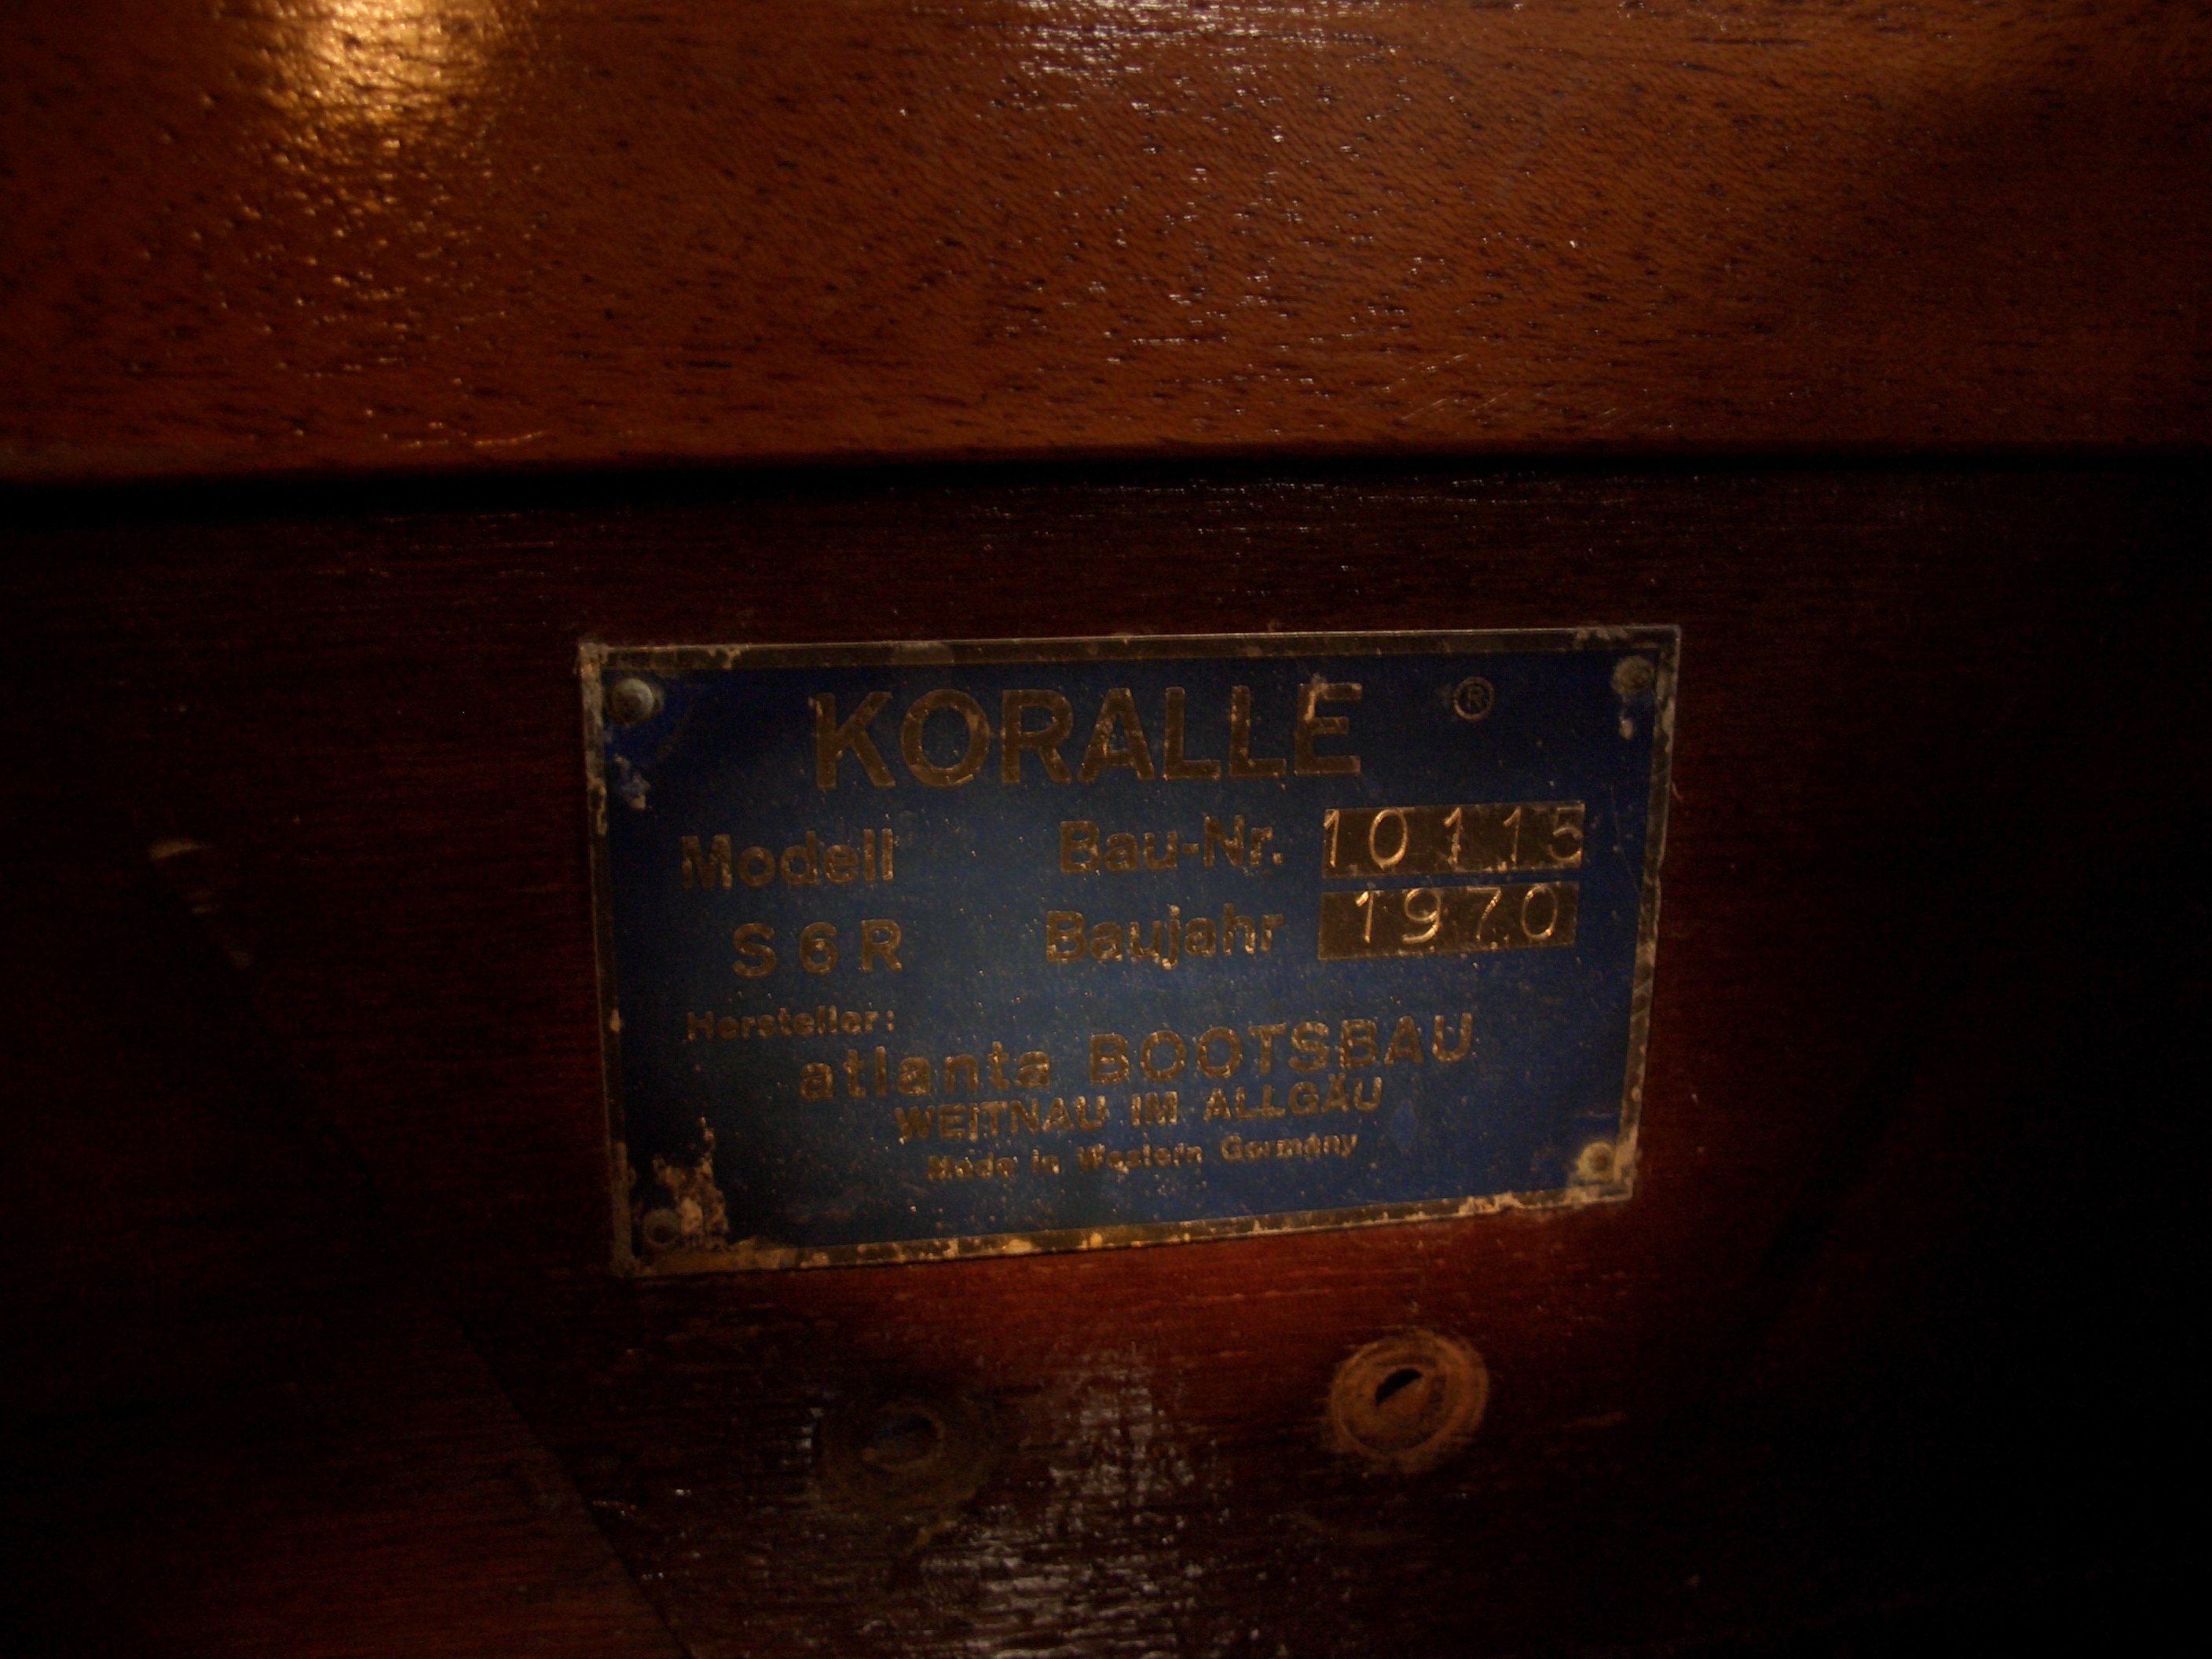 KORALLE ®
Modell Bau-Nr. 10115
S6R Baujahr 1970
Hersteller:
atlanta BOOTSBAU
WEITNAU IM ALLGÄU
Made in Western Germany